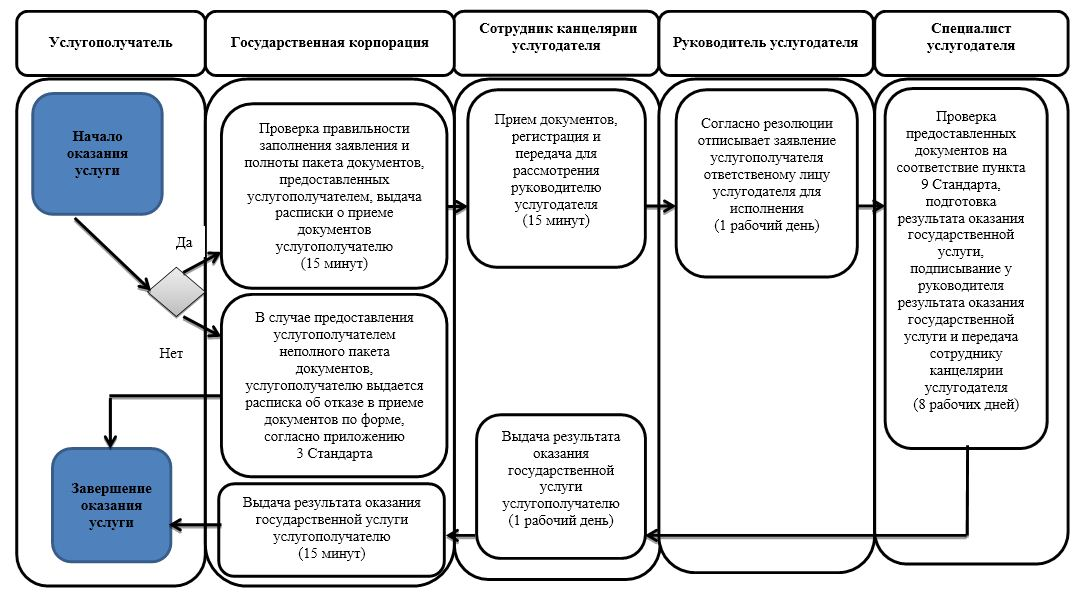 Услугополучатель
Государственная корпорация
Сотрудник канцелярии
услугодателя
Руководитель услугодателя
Специалист
услугодателя
Начало
оказания
услуги
Да
Нет
Завершение
оказания
услуги
Проверка правильности
заполнения заявления и
полноты пакета документов,
предоставленных
услугополучателем, выдача
расписки о приеме
документов
услугополучателю
(15 минут)
В случае предоставления
услугополучателем
неполного пакета
документов,
услугополучателю выдается
расписка об отказе в приеме
документов по форме,
согласно приложению
3 Стандарта
Выдача результата оказания
государственной услуги
услугополучателю
(15 минут)
Прием документов,
регистрация и
передача для
рассмотрения
руководителю
услугодателя
(15 минут)
Выдача результата
оказания
государственной
услуги
услугополучателю
(1 рабочий день)
Согласно резолюции
отписывает заявление
услугополучателя
ответственому лицу
услугодателя для
исполнения
(1 рабочий день)
Проверка
предоставленных
документов на
соответствие пункта
9 Стандарта,
подготовка
результата оказания
государственной
услуги,
подписывание у
руководителя
результата оказания
государственной
услуги и передача
сотруднику
канцелярии
услугодателя
(8 рабочих дней)